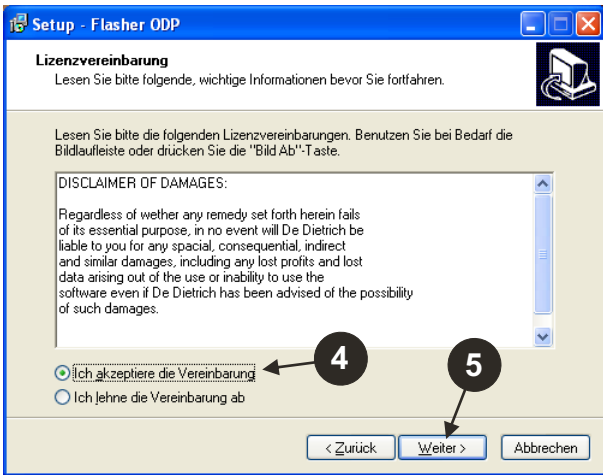 Setup - Flasher ODP
Lizenzvereinbarung
Lesen Sie bitte folgende, wichtige Informationen bevor Sie fortfahren.
Lesen Sie bitte die folgenden Lizenzvereinbarungen. Benutzen Sie bei Bedarf die
Bildlaufleiste oder drücken Sie die "Bild Ab"-Taste.
DISCLAIMER OF DAMAGES:
Regardless of wether any remedy set forth herein fails
of its essential purpose, in no event will De Dietrich be
liable to you for any spacial, consequential, indirect
and similar damages, including any lost profits and lost
data arising out of the use or inability to use the
software even if De Dietrich has been advised of the possibility
of such damages.
4
Ich akzeptiere die Vereinbarung
5
Ich lehne die Vereinbarung ab
< Zurück Weiter > Abbrechen